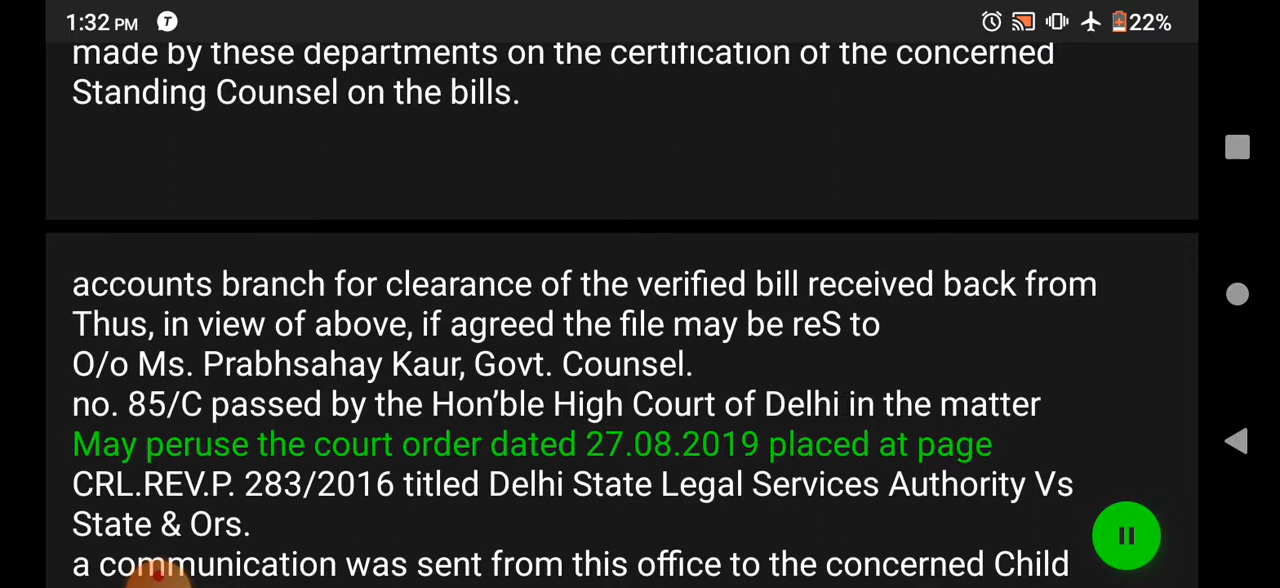 1:32 PM T 22%
made by these departments on the certification of the concerned
Standing Counsel on the bills.
accounts branch for clearance of the verified bill received back from
Thus, in view of above, if agreed the file may be reS to
O/o Ms. Prabhsahay Kaur, Govt. Counsel.
no. 85/C passed by the Hon’ble High Court of Delhi in the matter
May peruse the court order dated 27.08.2019 placed at page
CRL.REV.P. 283/2016 titled Delhi State Legal Services Authority Vs
State & Ors.
a communication was sent from this office to the concerned Child